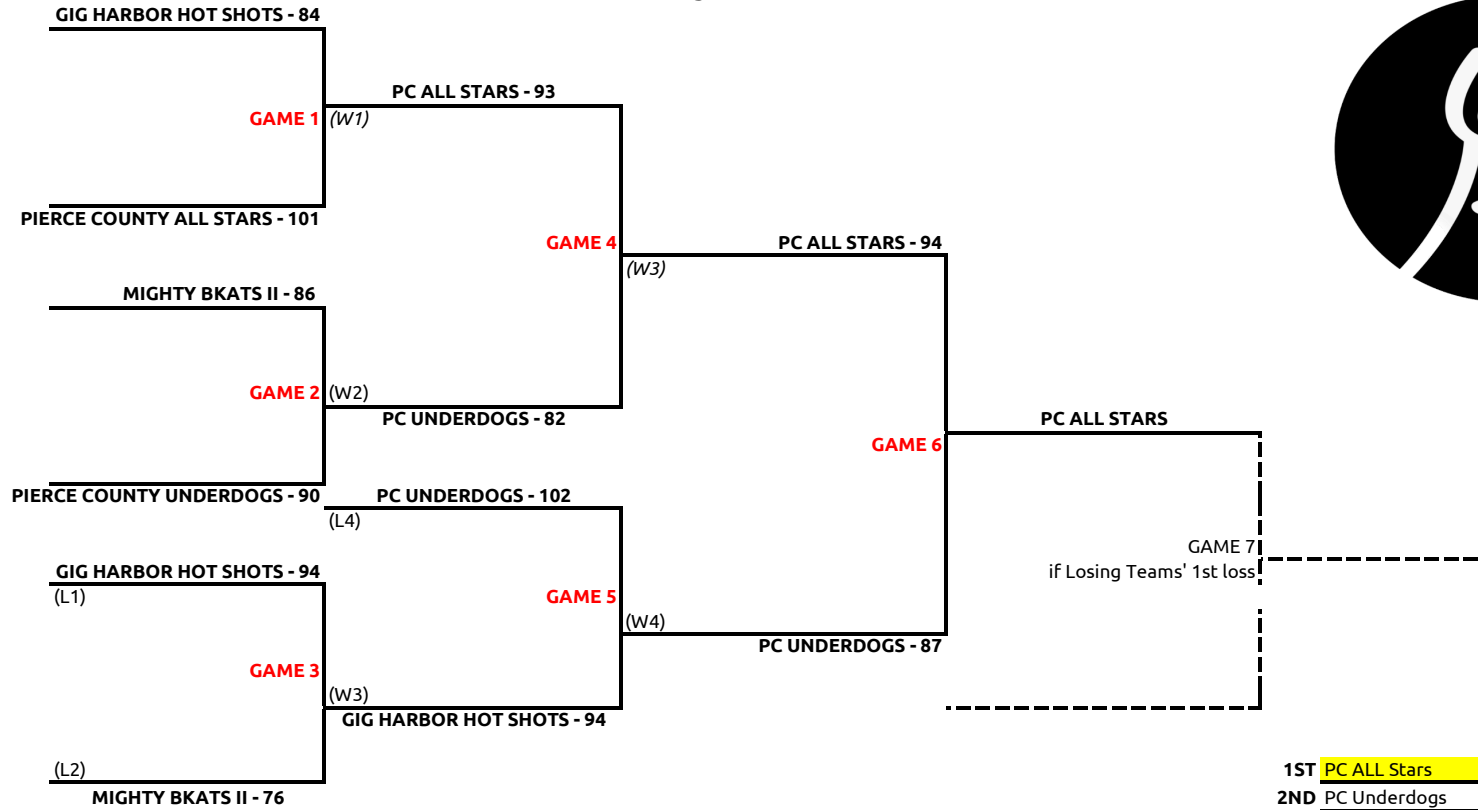 GIG HARBOR HOT SHOTS - 84
PC ALL STARS - 93
GAME 1 (W1)
PIERCE COUNTY ALL STARS - 101
GAME 4
PC ALL STARS - 94
(W3)
MIGHTY BKATS II - 86
GAME 2 (W2)
PC UNDERDOGS - 82
PC ALL STARS
GAME 6
PIERCE COUNTY UNDERDOGS - 90
PC UNDERDOGS - 102
(L4)
GAME 7
if Losing Teams' 1st loss
GIG HARBOR HOT SHOTS - 94
(L1)
GAME 5
(W4)
PC UNDERDOGS - 87
GAME 3
(W3)
GIG HARBOR HOT SHOTS - 94
(L2)
MIGHTY BKATS II - 76
1ST PC ALL Stars
2ND PC Underdogs